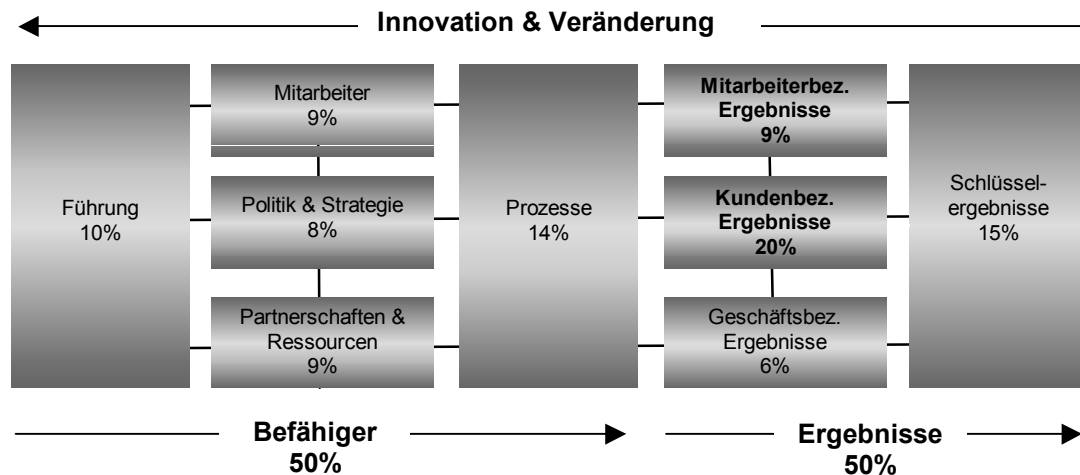 Innovation & Veränderung
Führung
10%
Mitarbeiter
9%
Politik & Strategie
8%
Partnerschaften &
Ressourcen
9%
Prozesse
14%
Mitarbeiterbez.
Ergebnisse
9%
Kundenbez.
Ergebnisse
20%
Geschäftsbez.
Ergebnisse
6%
Schlüssel-
ergebnisse
15%
Befähiger
50%
Ergebnisse
50%